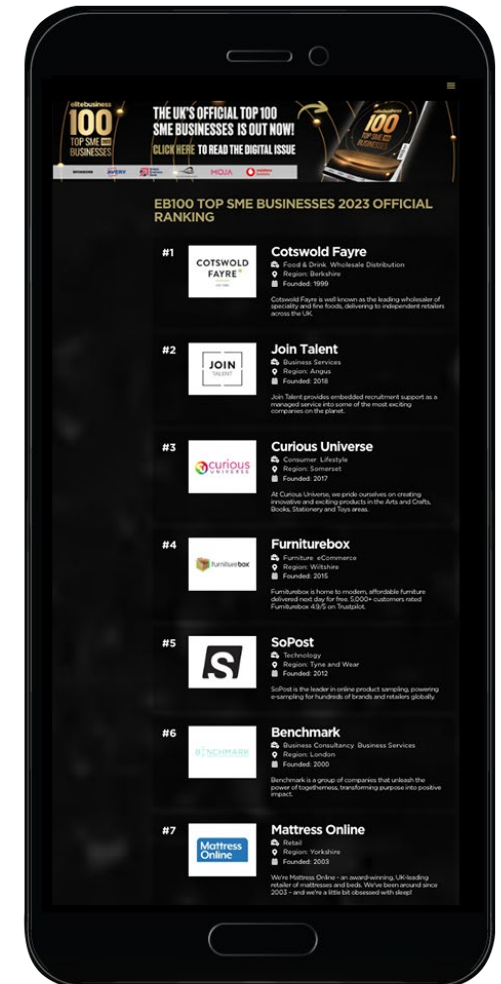 elitebusiness
100
TOP SME
BUSINESSES
THE UK'S OFFICIAL TOP 100
SME BUSINESSES IS OUT NOW!
CLICK HERE TO READ THE DIGITAL ISSUE
100
SPONSORS
AVERY
MOJA
vodafone
EB100 TOP SME BUSINESSES 2023 OFFICIAL
RANKING
#1
COTSWOLD
FAYRE
Cotswold Fayre
Food & Drink Wholesale Distribution
Region: Berkshire
Founded: 1999
Cotswold Fayre is well known as the leading wholesaler of
speciality and fine foods, delivering to independent retailers
across the UK.
#2
JOIN
TALENT
Join Talent
Business Services
Region: Angus
Founded: 2018
Join Talent provides embedded recruitment support as a
managed service into some of the most exciting
companies on the planet.
#3
curious
UNIVERSE
Curious Universe
Consumer Lifestyle
Region: Somerset
Founded: 2017
At Curious Universe, we pride ourselves on creating
innovative and exciting products in the Arts and Crafts,
Books, Stationery and Toys areas.
#4
furniturebox
Furniturebox
Furniture eCommerce
Region: Wiltshire
Founded: 2015
Furniturebox is home to modern, affordable furniture
delivered next day for free. 5,000+ customers rated
Furniturebox 4.9/5 on Trustpilot.
#5
S
SoPost
Technology
Region: Tyne and Wear
Founded: 2012
SoPost is the leader in online product sampling, powering
e-sampling for hundreds of brands and retailers globally.
#6
BENCHMARK
Benchmark
Business Consultancy Business Services
Region: London
Founded: 2000
Benchmark is a group of companies that unleash the
power of togetherness, transforming purpose into positive
impact.
#7
Mattress
Online
Mattress Online
Retail
Region: Yorkshire
Founded: 2003
We're Mattress Online - an award-winning, UK-leading
retailer of mattresses and beds. We've been around since
2003 - and we're a little bit obsessed with sleep!